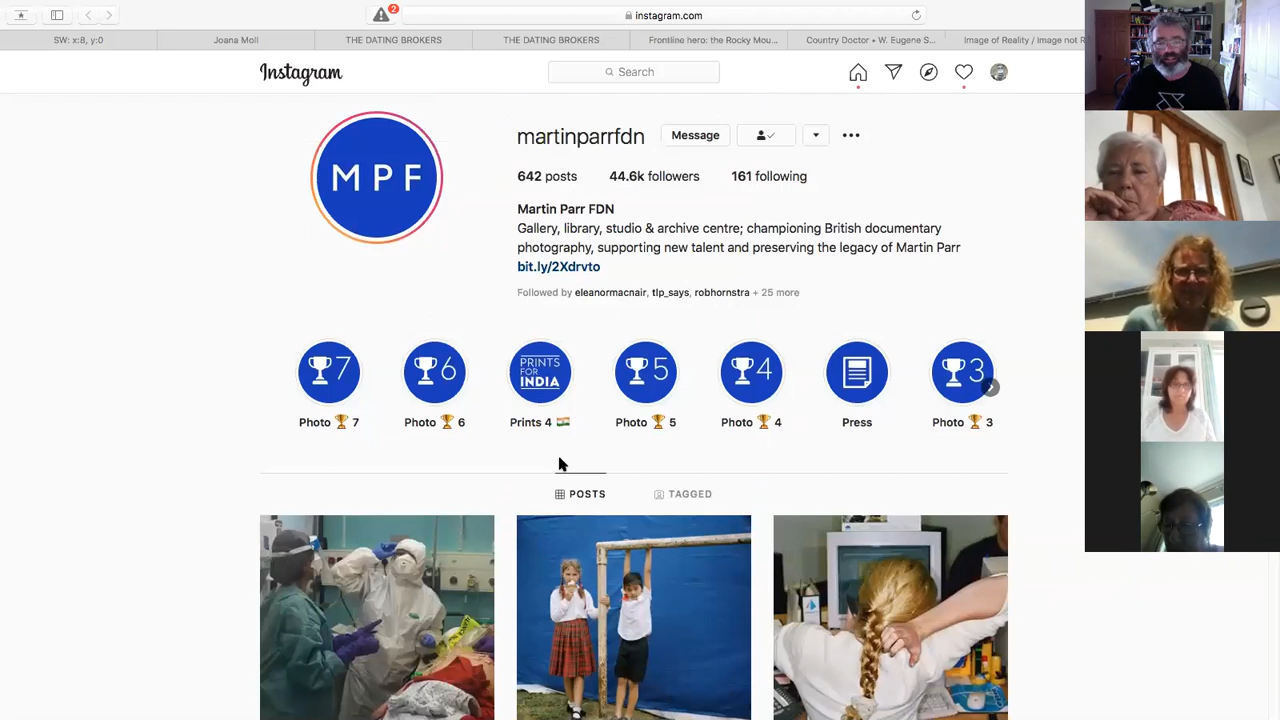 2
instagram.com
SW: x:8, y:0
Joana Moll
THE DATING BROKERS
THE DATING BROKERS
Frontline hero: the Rocky Mou...
Country Doctor • W. Eugene S...
Image of Reality / Image not R
Instagram
Search
MPF
martinparrfdn
Message
642 posts
44.6k followers
161 following
Martin Parr FDN
Gallery, library, studio & archive centre; championing British documentary
photography, supporting new talent and preserving the legacy of Martin Parr
bit.ly/2Xdrvto
Followed by eleanormacnair, tlp_says, robhornstra + 25 more
7
6
PRINTS
FOR
INDIA
5
4
3
Photo 🏆 7
Photo 🏆 6
Prints 4 🇮🇳
Photo 🏆 5
Photo 🏆 4
Press
Photo 🏆 3
POSTS
TAGGED